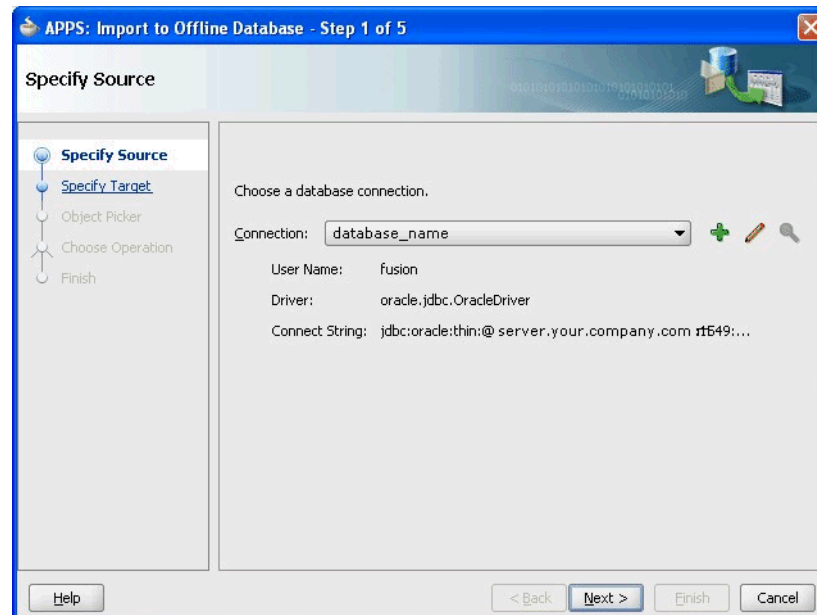 APPS: Import to Offline Database - Step 1 of 5
Specify Source
Specify Source
Specify Target
Object Picker
Choose Operation
Finish
Choose a database connection.
Connection: database_name
User Name: fusion
Driver: oracle.jdbc.OracleDriver
Connect String: jdbc:oracle:thin:@ server.your.company.com
Help < Back Next > Finish Cancel